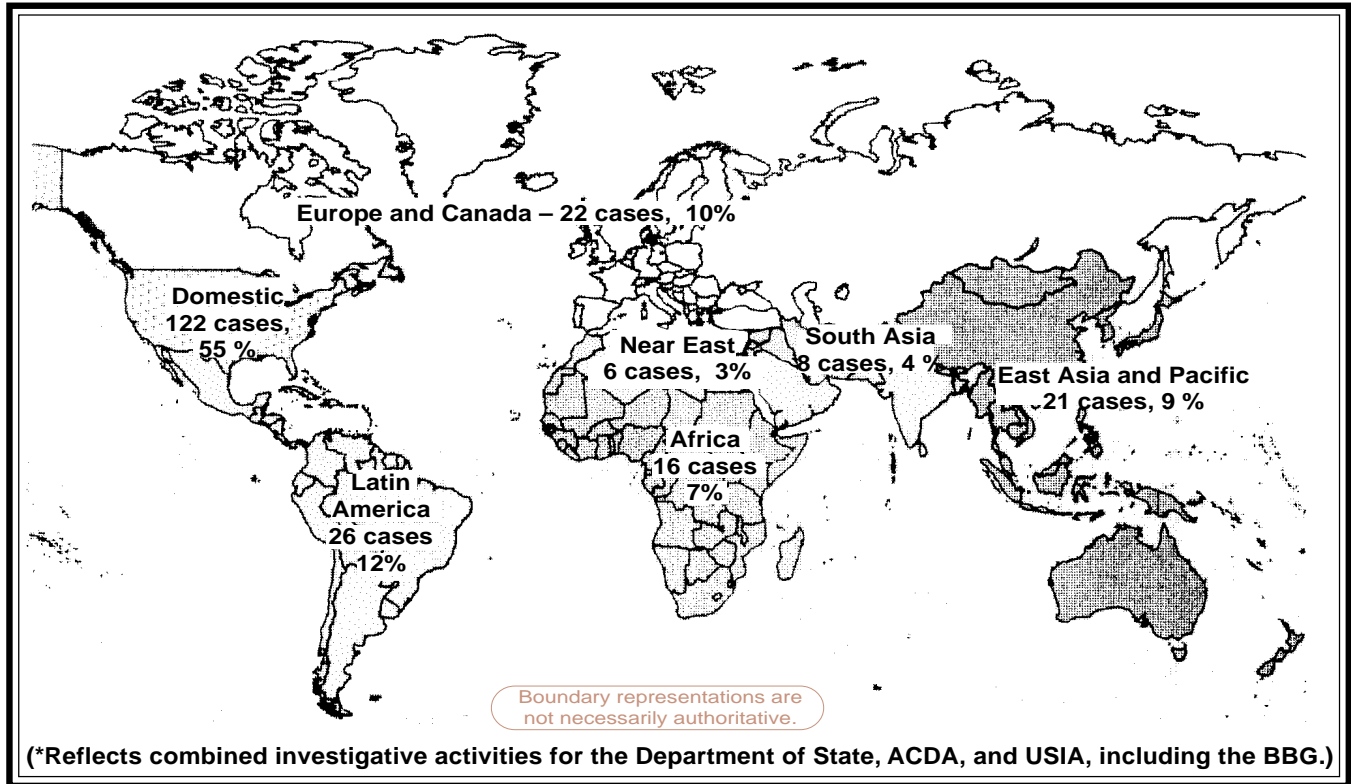 Europe and Canada – 22 cases, 10%
Domestic
122 cases,
55 %
Near East
6 cases, 3%
South Asia
8 cases, 4 %
East Asia and Pacific
21 cases, 9 %
Africa
16 cases
7%
Latin
America
26 cases
12%
Boundary representations are
not necessarily authoritative.
(*Reflects combined investigative activities for the Department of State, ACDA, and USIA, including the BBG.)